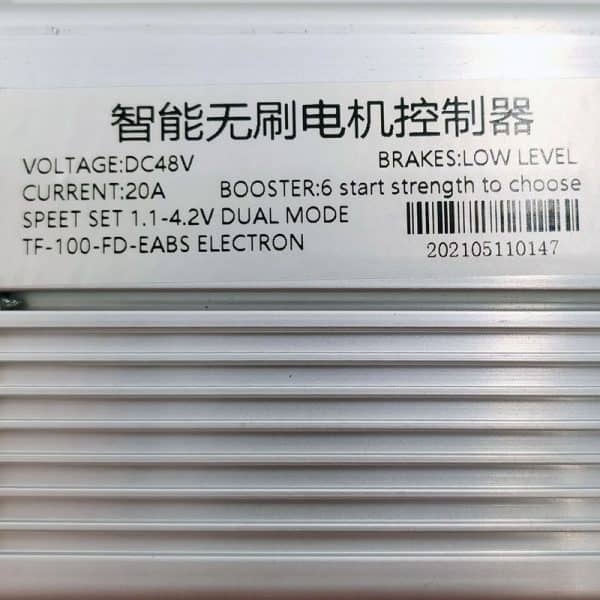 智能无刷电机控制器
VOLTAGE:DC48V BRAKES:LOW LEVEL
CURRENT:20A BOOSTER:6 start strength to choose
SPEET SET 1.1-4.2V DUAL MODE
TF-100-FD-EABS ELECTRON 202105110147